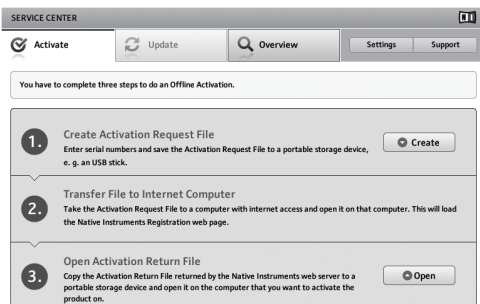 SERVICE CENTER
Activate
Update
Overview
Settings
Support
You have to complete three steps to do an Offline Activation.
1.
Create Activation Request File
Enter serial numbers and save the Activation Request File to a portable storage device,
e. g. an USB stick.
Create
2.
Transfer File to Internet Computer
Take the Activation Request File to a computer with internet access and open it on that computer. This will load
the Native Instruments Registration web page.
3.
Open Activation Return File
Copy the Activation Return File returned by the Native Instruments web server to a
portable storage device and open it on the computer that you want to activate the
product on.
Open